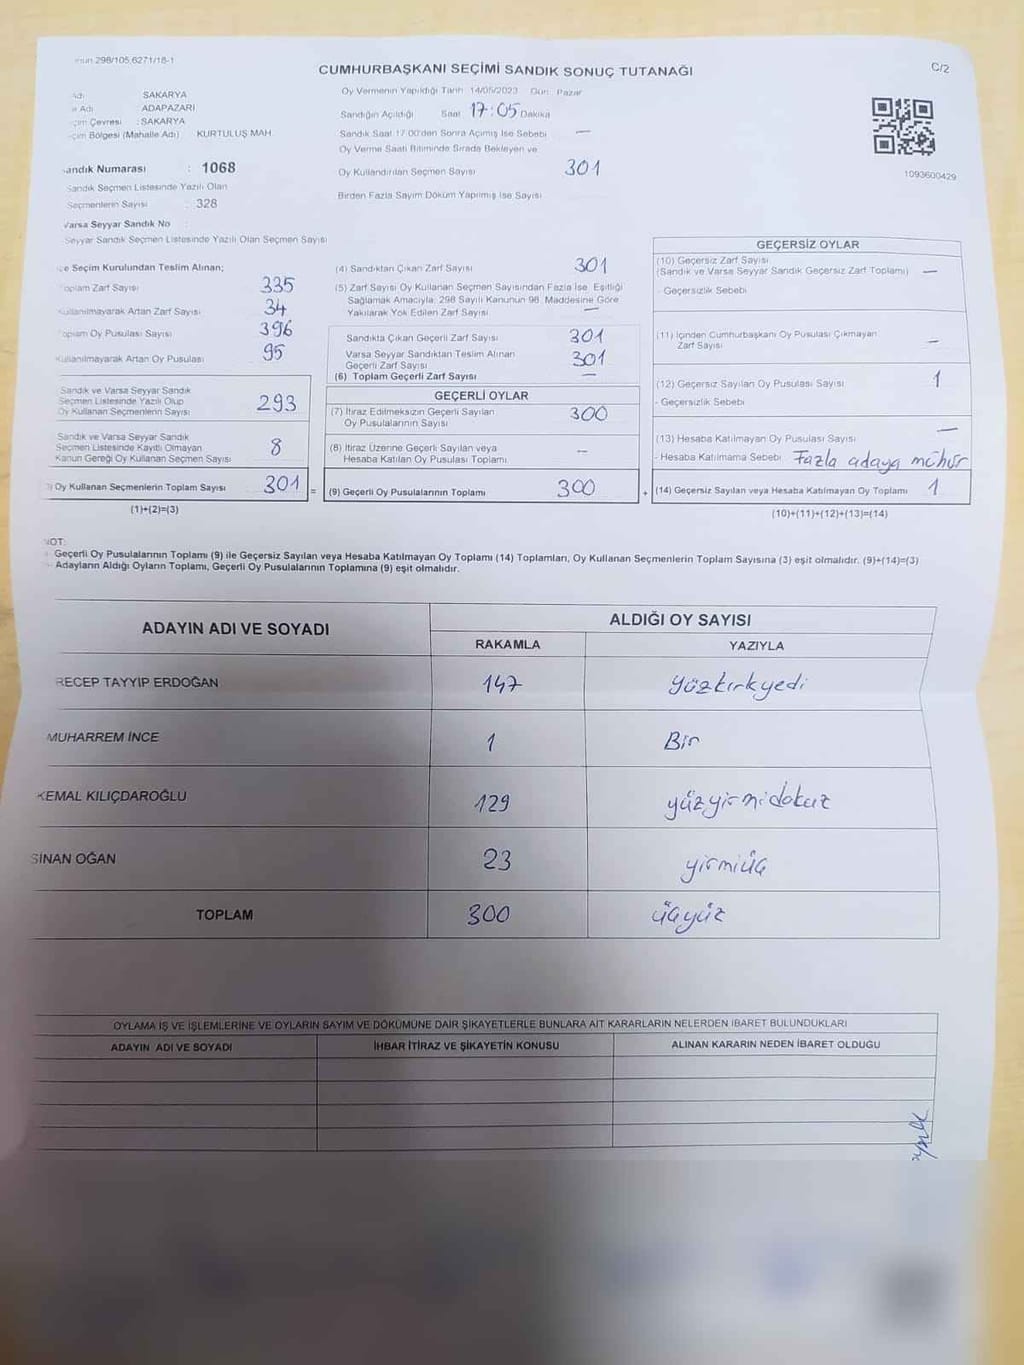 298/105,6271/18-1
C/2
CUMHURBAŞKANI SEÇİMİ SANDIK SONUÇ TUTANAĞI
Adı SAKARYA
Adı ADAPAZARI
Çevresi : SAKARYA
Bölgesi (Mahalle Adı) KURTULUŞ MAH.
Sandık Numarası : 1068
Sandık Seçmen Listesinde Yazılı Olan
Seçmenlerin Sayısı : 328
Varsa Seyyar Sandık No :
Seyyar Sandık Seçmen Listesinde Yazılı Olan Seçmen Sayısı
Oy Vermenin Yapıldığı Tarih 14/05/2023 Gün: Pazar
Sandığın Açıldığı Saat 17:05 Dakika
Sandık Saat 17.00'den Sonra Açılmış İse Sebebi —
Oy Verme Saati Bitiminde Sırada Bekleyen ve
Oy Kullandırılan Seçmen Sayısı 301
Birden Fazla Sayım Döküm Yapılmış İse Sayısı
1093600429
İlçe Seçim Kurulundan Teslim Alınan;
Toplam Zarf Sayısı 335
Kullanılmayarak Artan Zarf Sayısı 34
Toplam Oy Pusulası Sayısı 396
Kullanılmayarak Artan Oy Pusulası 95
Sandık ve Varsa Seyyar Sandık
Seçmen Listesinde Yazılı Olup
Oy Kullanan Seçmenlerin Sayısı 293
Sandık ve Varsa Seyyar Sandık
Seçmen Listesinde Kayıtlı Olmayan
Kanun Gereği Oy Kullanan Seçmen Sayısı 8
Oy Kullanan Seçmenlerin Toplam Sayısı 301 =
(1)+(2)=(3)
(4) Sandıktan Çıkan Zarf Sayısı 301
(5) Zarf Sayısı Oy Kullanan Seçmen Sayısından Fazla İse, Eşitliği
Sağlamak Amacıyla, 298 Sayılı Kanunun 98. Maddesine Göre
Yakılarak Yok Edilen Zarf Sayısı —
Sandıkta Çıkan Geçerli Zarf Sayısı 301
Varsa Seyyar Sandıktan Teslim Alınan
Geçerli Zarf Sayısı 301
(6) Toplam Geçerli Zarf Sayısı —
GEÇERLİ OYLAR
(7) İtiraz Edilmeksizin Geçerli Sayılan
Oy Pusulalarının Sayısı 300
(8) İtiraz Üzerine Geçerli Sayılan veya
Hesaba Katılan Oy Pusulası Toplamı —
(9) Geçerli Oy Pusulalarının Toplamı 300 +
GEÇERSİZ OYLAR
(10) Geçersiz Zarf Sayısı
(Sandık ve Varsa Seyyar Sandık Geçersiz Zarf Toplamı) —
- Geçersizlik Sebebi
(11) İçinden Cumhurbaşkanı Oy Pusulası Çıkmayan
Zarf Sayısı —
(12) Geçersiz Sayılan Oy Pusulası Sayısı 1
- Geçersizlik Sebebi
(13) Hesaba Katılmayan Oy Pusulası Sayısı —
- Hesaba Katılmama Sebebi Fazla adaya mühür
(14) Geçersiz Sayılan veya Hesaba Katılmayan Oy Toplamı 1
(10)+(11)+(12)+(13)=(14)
NOT:
- Geçerli Oy Pusulalarının Toplamı (9) ile Geçersiz Sayılan veya Hesaba Katılmayan Oy Toplamı (14) Toplamları, Oy Kullanan Seçmenlerin Toplam Sayısına (3) eşit olmalıdır. (9)+(14)=(3)
- Adayların Aldığı Oyların Toplamı, Geçerli Oy Pusulalarının Toplamına (9) eşit olmalıdır.
ADAYIN ADI VE SOYADI
ALDIĞI OY SAYISI
RAKAMLA YAZIYLA
RECEP TAYYİP ERDOĞAN 147 yüzkırkyedi
MUHARREM İNCE 1 Bir
KEMAL KILIÇDAROĞLU 129 yüzyirmidokuz
SİNAN OĞAN 23 yirmiüç
TOPLAM 300 üçyüz
OYLAMA İŞ VE İŞLEMLERİNE VE OYLARIN SAYIM VE DÖKÜMÜNE DAİR ŞİKAYETLERLE BUNLARA AİT KARARLARIN NELERDEN İBARET BULUNDUKLARI
ADAYIN ADI VE SOYADI İHBAR İTİRAZ VE ŞİKAYETİN KONUSU ALINAN KARARIN NEDEN İBARET OLDUĞU